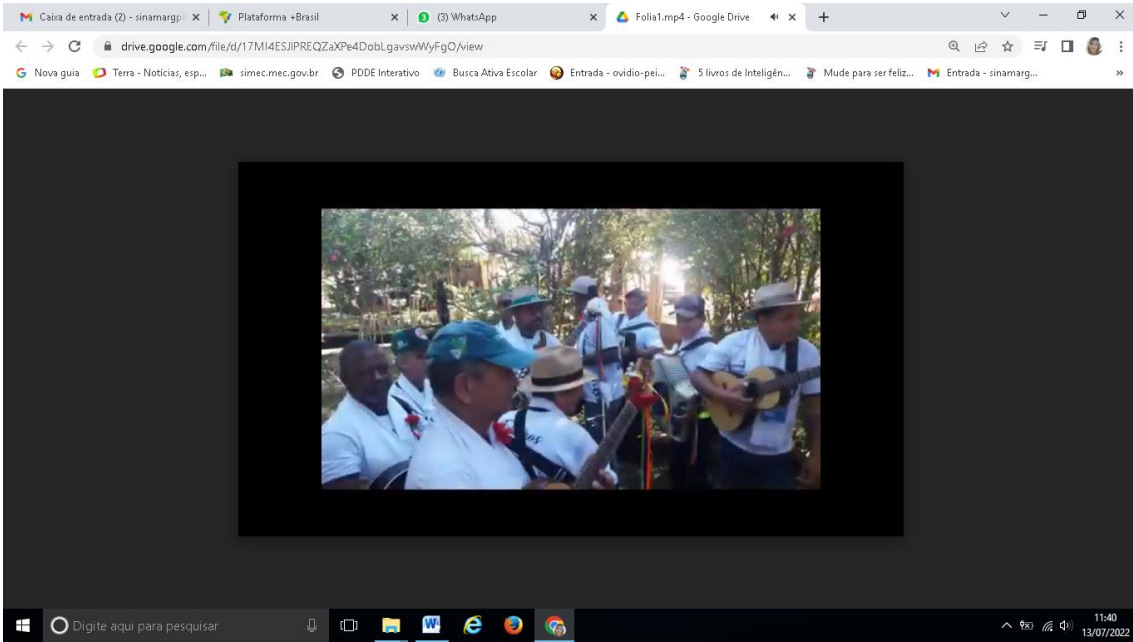 Caixa de entrada (2) - sinamargp
Plataforma +Brasil
(3) WhatsApp
Folia1.mp4 - Google Drive
drive.google.com/file/d/17MI4ESJIPREQZaXPe4DobLgavswWyFgO/view
Nova guia
Terra - Notícias, esp...
simec.mec.gov.br
PDDE Interativo
Busca Ativa Escolar
Entrada - ovidio-pei...
5 livros de Inteligên...
Mude para ser feliz...
Entrada - sinamarg...
»
Digite aqui para pesquisar
11:40
13/07/2022